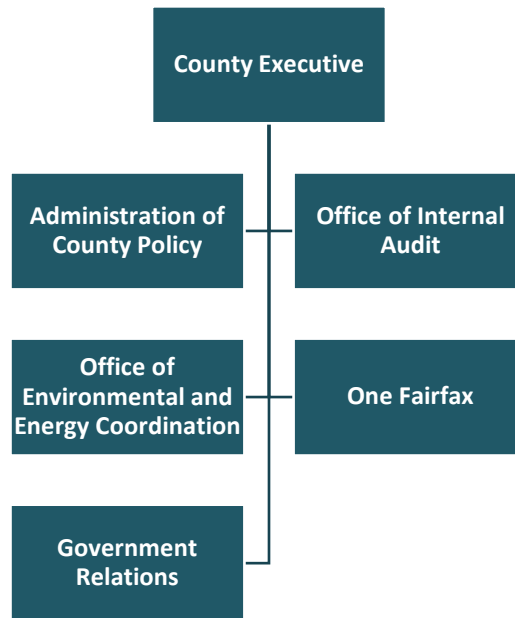 County Executive
Administration of
County Policy
Office of Internal
Audit
Office of
Environmental and
Energy Coordination
One Fairfax
Government
Relations